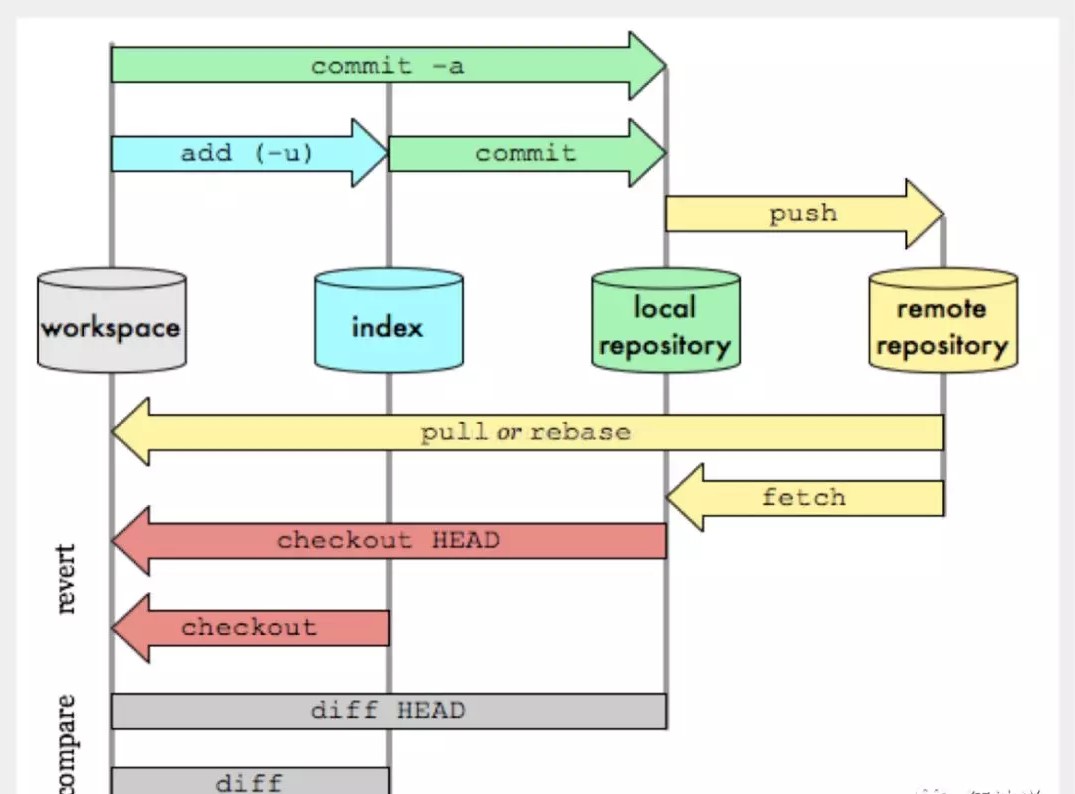 commit -a
add (-u)
commit
push
workspace
index
local
repository
remote
repository
pull or rebase
fetch
revert
checkout HEAD
checkout
compare
diff HEAD
diff